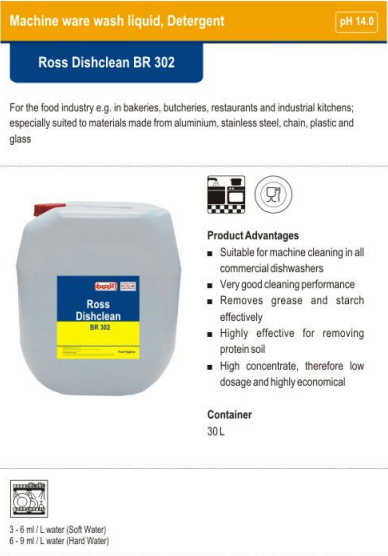 Machine ware wash liquid, Detergent
pH 14.0
Ross Dishclean BR 302
For the food industry e.g. in bakeries, butcheries, restaurants and industrial kitchens;
especially suited to materials made from aluminium, stainless steel, chain, plastic and
glass
Product Advantages
■ Suitable for machine cleaning in all
commercial dishwashers
■ Very good cleaning performance
■ Removes grease and starch
effectively
■ Highly effective for removing
protein soil
■ High concentrate, therefore low
dosage and highly economical
Container
30 L
buzil
Ross
Dishclean
BR 302
Food Hygiene
3 - 6 ml / L water (Soft Water)
6 - 9 ml / L water (Hard Water)